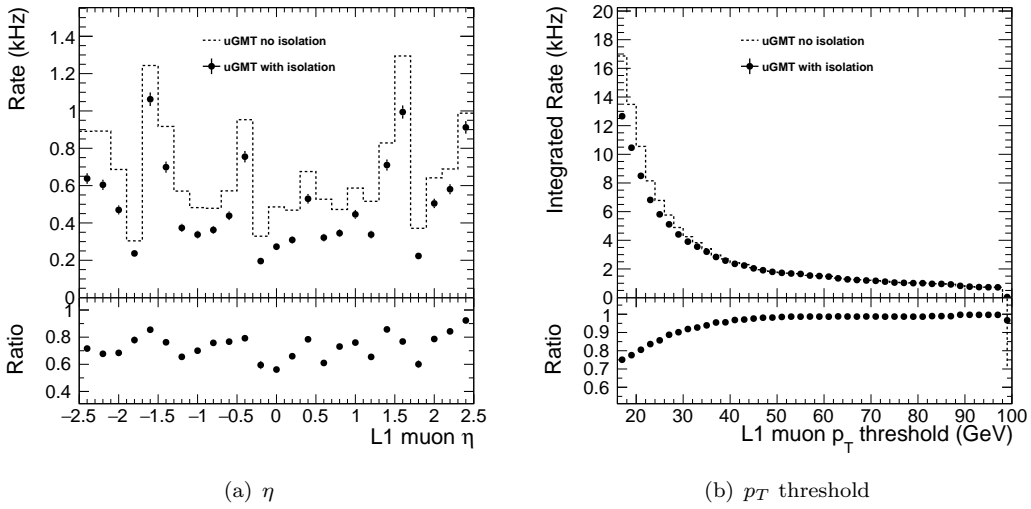 Rate (kHz)
1.4
1.2
1
0.8
0.6
0.4
0.2
0
uGMT no isolation
uGMT with isolation
Ratio
1
0.8
0.6
0.4
−2.5 −2 −1.5 −1 −0.5 0 0.5 1 1.5 2 2.5
L1 muon η
(a) η
Integrated Rate (kHz)
20
18
16
14
12
10
8
6
4
2
0
uGMT no isolation
uGMT with isolation
Ratio
1
0.9
0.8
0.7
0.6
20 30 40 50 60 70 80 90 100
L1 muon p_T threshold (GeV)
(b) p_T threshold